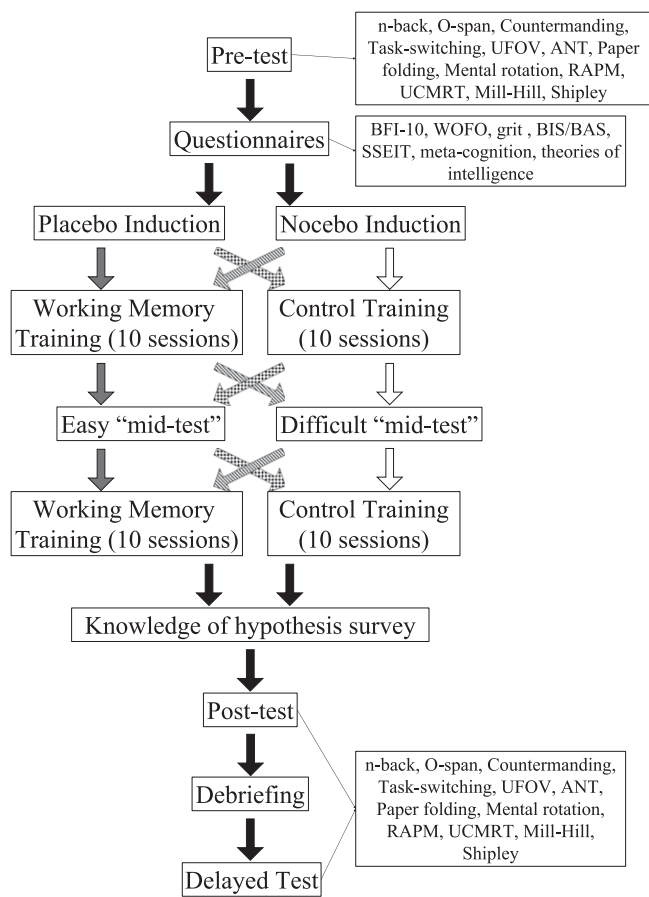 Pre-test
n-back, O-span, Countermanding,
Task-switching, UFOV, ANT, Paper
folding, Mental rotation, RAPM,
UCMRT, Mill-Hill, Shipley
Questionnaires
BFI-10, WOFO, grit , BIS/BAS,
SSEIT, meta-cognition, theories of
intelligence
Placebo Induction
Nocebo Induction
Working Memory
Training (10 sessions)
Control Training
(10 sessions)
Easy “mid-test”
Difficult “mid-test”
Working Memory
Training (10 sessions)
Control Training
(10 sessions)
Knowledge of hypothesis survey
Post-test
Debriefing
Delayed Test
n-back, O-span, Countermanding,
Task-switching, UFOV, ANT,
Paper folding, Mental rotation,
RAPM, UCMRT, Mill-Hill,
Shipley